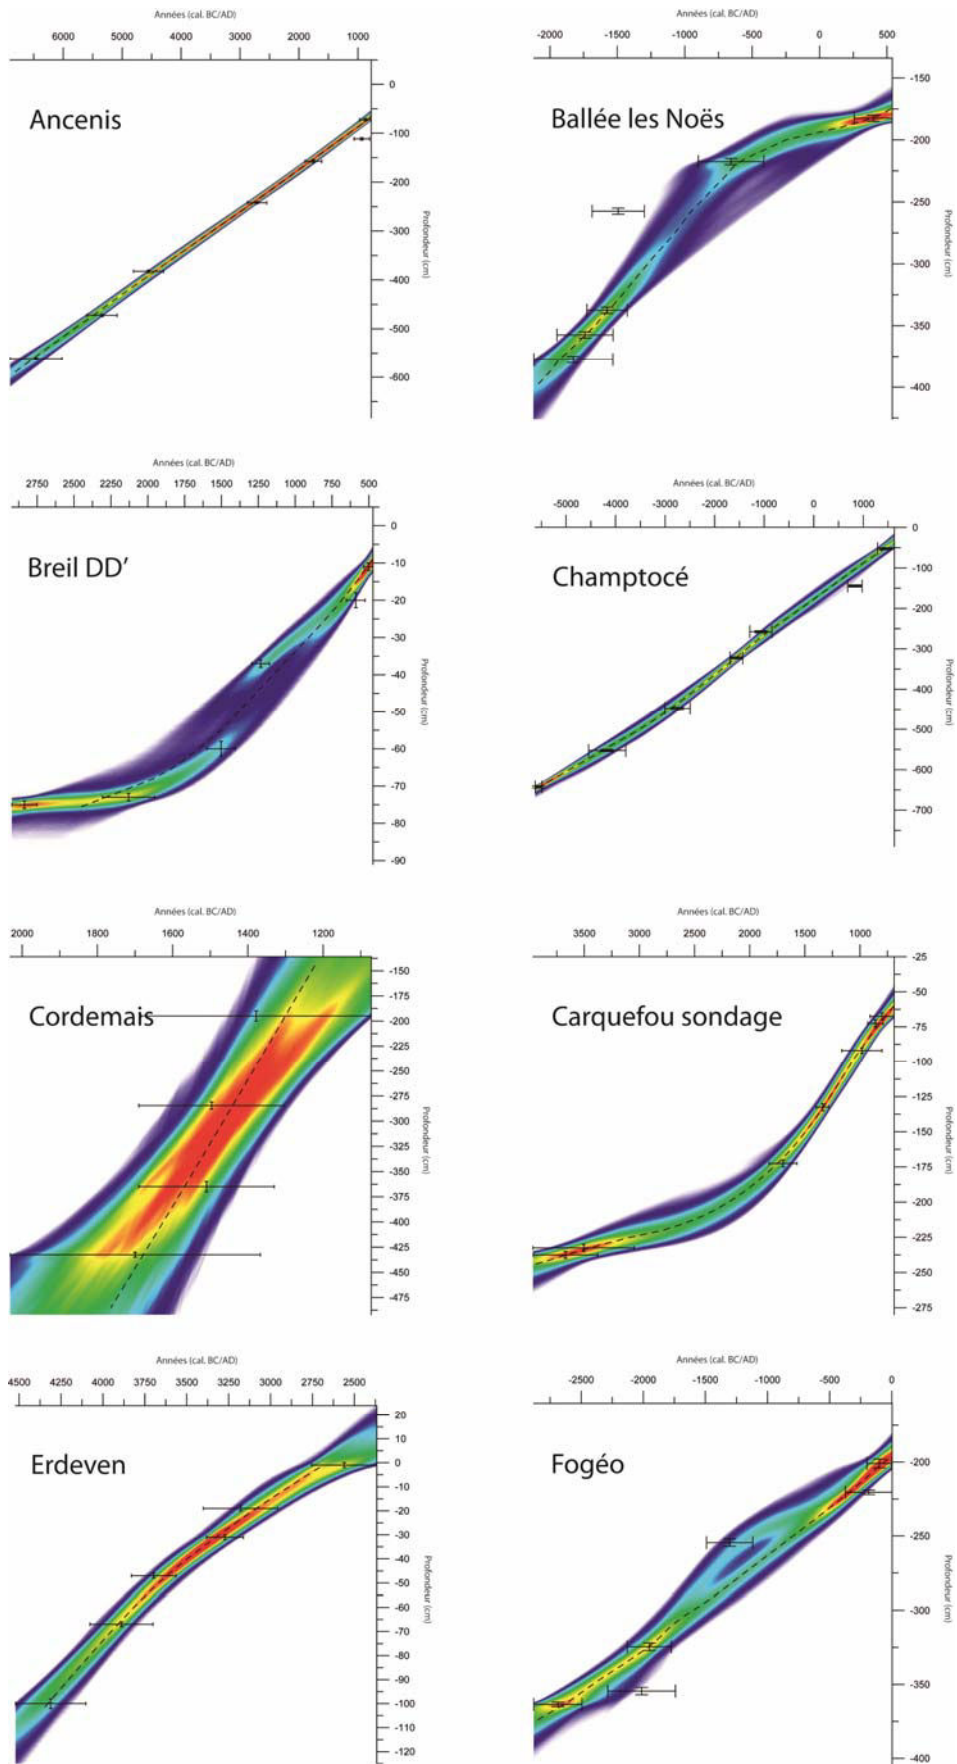 Années (cal. BC/AD)
6000 5000 4000 3000 2000 1000
0
-100
-200
-300
-400
-500
-600
Profondeur (cm)
Ancenis
Années (cal. BC/AD)
-2000 -1500 -1000 -500 0 500
-150
-200
-250
-300
-350
-400
Profondeur (cm)
Ballée les Noës
Années (cal. BC/AD)
2750 2500 2250 2000 1750 1500 1250 1000 750 500
0
-10
-20
-30
-40
-50
-60
-70
-80
-90
Profondeur (cm)
Breil DD’
Années (cal. BC/AD)
-5000 -4000 -3000 -2000 -1000 0 1000
0
-100
-200
-300
-400
-500
-600
-700
Profondeur (cm)
Champtocé
Années (cal. BC/AD)
2000 1800 1600 1400 1200
-150
-175
-200
-225
-250
-275
-300
-325
-350
-375
-400
-425
-450
-475
Profondeur (cm)
Cordemais
Années (cal. BC/AD)
3500 3000 2500 2000 1500 1000
-25
-50
-75
-100
-125
-150
-175
-200
-225
-250
-275
Profondeur (cm)
Carquefou sondage
Années (cal. BC/AD)
4500 4250 4000 3750 3500 3250 3000 2750 2500
20
10
0
-10
-20
-30
-40
-50
-60
-70
-80
-90
-100
-110
-120
Profondeur (cm)
Erdeven
Années (cal. BC/AD)
-2500 -2000 -1500 -1000 -500 0
-200
-250
-300
-350
-400
Profondeur (cm)
Fogéo